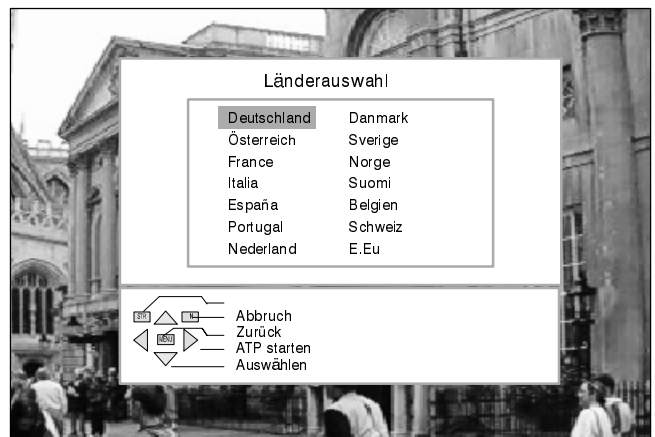 Länderauswahl
Deutschland Danmark
Österreich Sverige
France Norge
Italia Suomi
España Belgien
Portugal Schweiz
Nederland E.Eu
STR N Abbruch
MENU Zurück
ATP starten
Auswählen